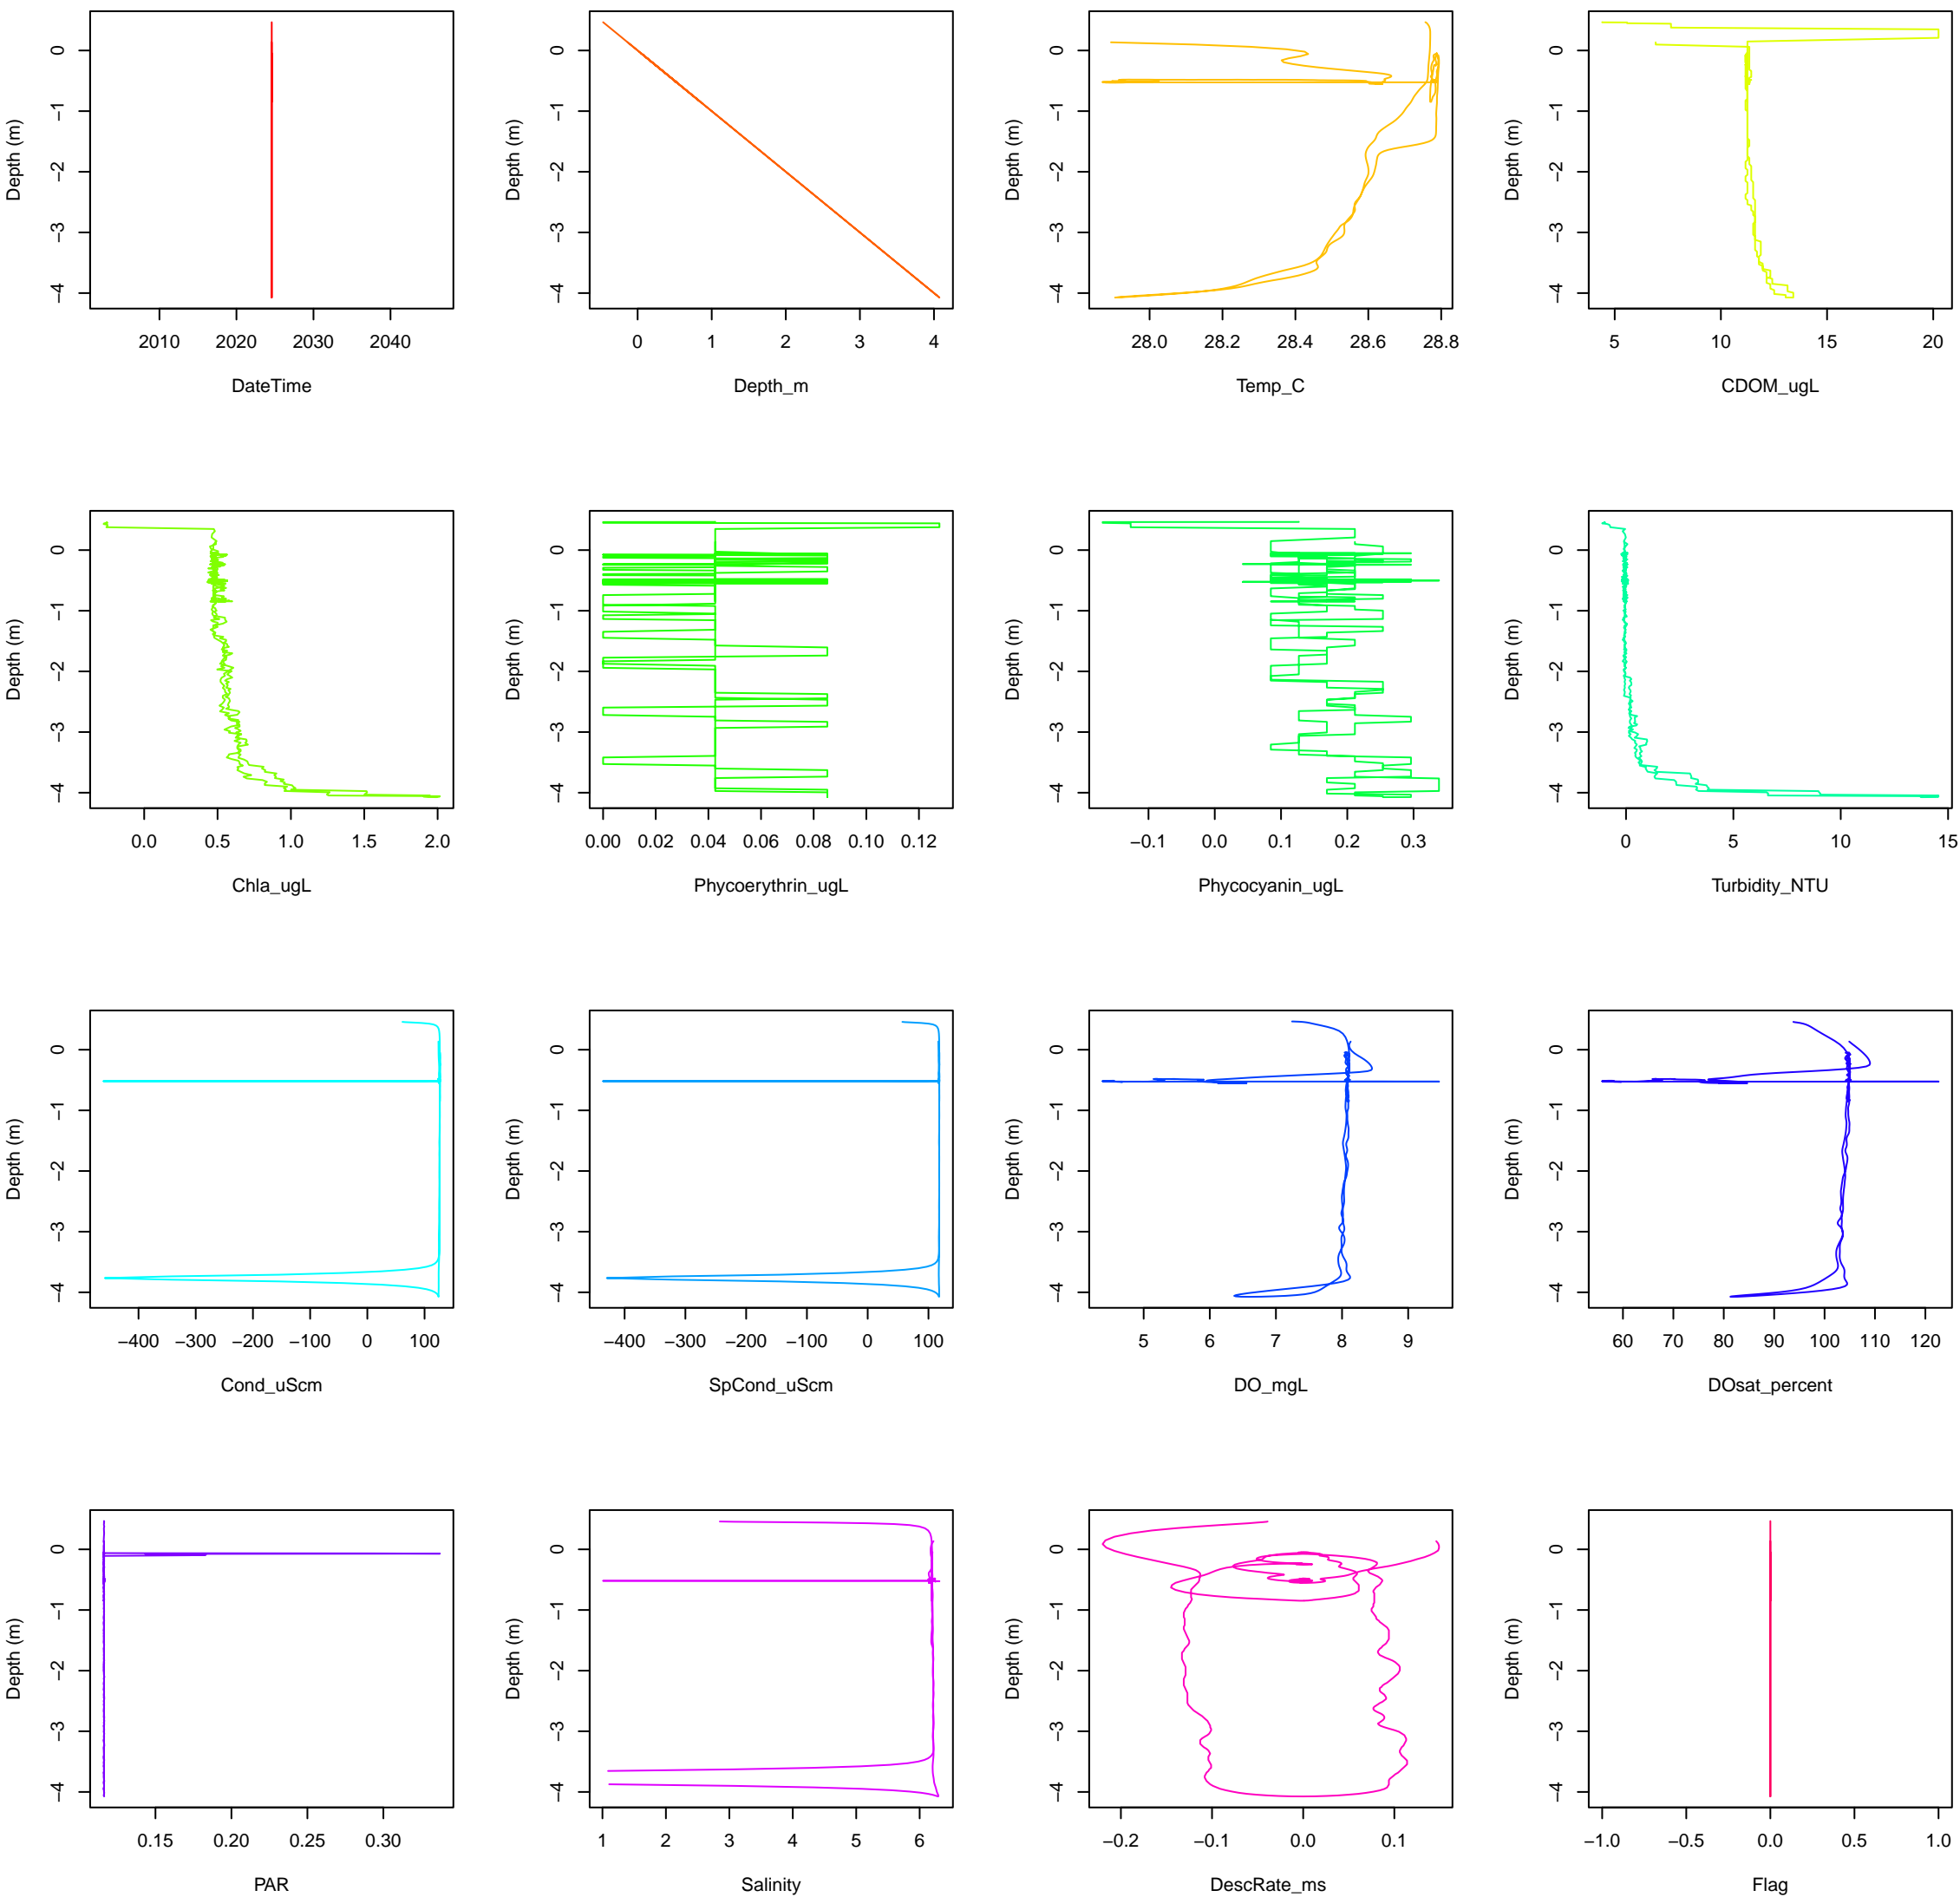 Depth (m) Depth (m) Depth (m) Depth (m)
0 0 0 0
−1 −1 −1 −1
−2 −2 −2 −2
−3 −3 −3 −3
−4 −4 −4 −4
2010 2020 2030 2040 0 1 2 3 4 28.0 28.2 28.4 28.6 28.8 5 10 15 20
DateTime Depth_m Temp_C CDOM_ugL
Depth (m) Depth (m) Depth (m) Depth (m)
0 0 0 0
−1 −1 −1 −1
−2 −2 −2 −2
−3 −3 −3 −3
−4 −4 −4 −4
0.0 0.5 1.0 1.5 2.0 0.00 0.02 0.04 0.06 0.08 0.10 0.12 −0.1 0.0 0.1 0.2 0.3 0 5 10 15
Chla_ugL Phycoerythrin_ugL Phycocyanin_ugL Turbidity_NTU
Depth (m) Depth (m) Depth (m) Depth (m)
0 0 0 0
−1 −1 −1 −1
−2 −2 −2 −2
−3 −3 −3 −3
−4 −4 −4 −4
−400 −300 −200 −100 0 100 −400 −300 −200 −100 0 100 5 6 7 8 9 60 70 80 90 100 110 120
Cond_uScm SpCond_uScm DO_mgL DOsat_percent
Depth (m) Depth (m) Depth (m) Depth (m)
0 0 0 0
−1 −1 −1 −1
−2 −2 −2 −2
−3 −3 −3 −3
−4 −4 −4 −4
0.15 0.20 0.25 0.30 1 2 3 4 5 6 −0.2 −0.1 0.0 0.1 −1.0 −0.5 0.0 0.5 1.0
PAR Salinity DescRate_ms Flag